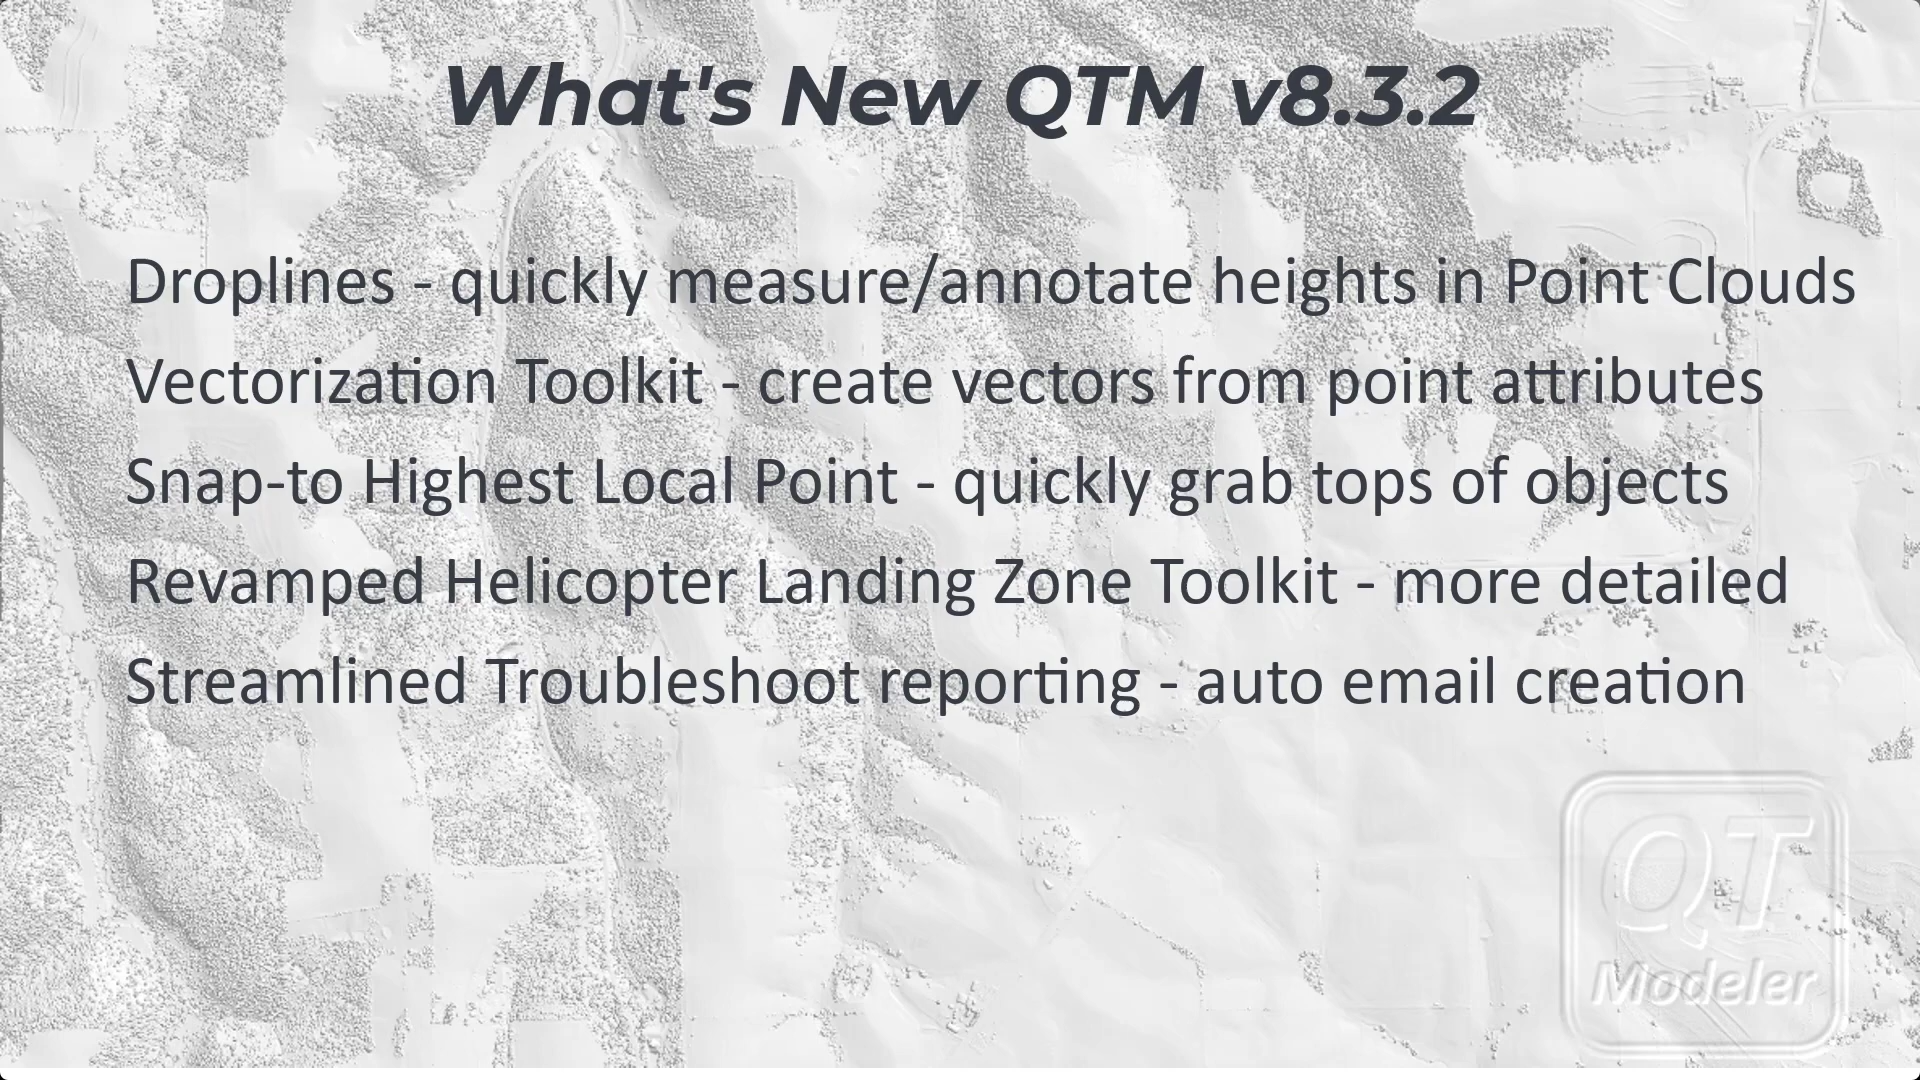 What's New QTM v8.3.2
Droplines - quickly measure/annotate heights in Point Clouds
Vectorization Toolkit - create vectors from point attributes
Snap-to Highest Local Point - quickly grab tops of objects
Revamped Helicopter Landing Zone Toolkit - more detailed
Streamlined Troubleshoot reporting - auto email creation
QT
Modeler